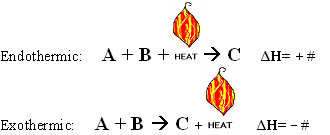 Endothermic: A + B + HEAT → C ΔH= + #
Exothermic: A + B → C + HEAT ΔH= − #